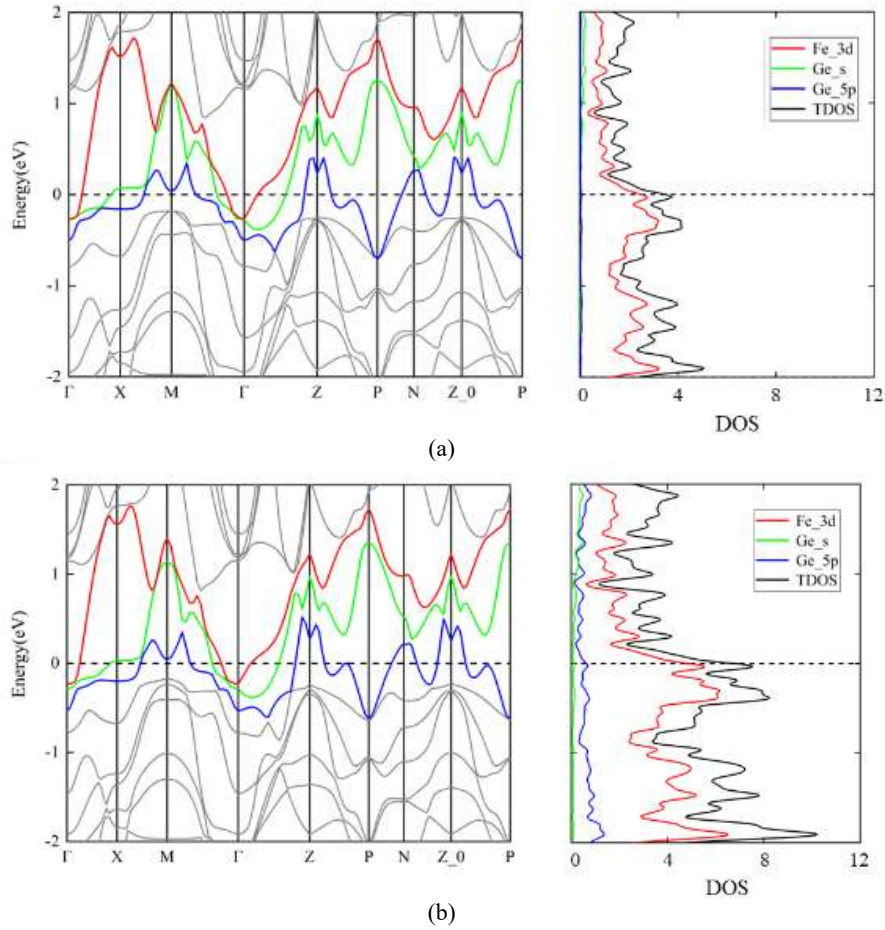 2
1
0
-1
-2
Energy(eV)
Γ X M Γ Z P N Z_0 P
Fe_3d
Ge_s
Ge_5p
TDOS
0 4 8 12
DOS
(a)
2
1
0
-1
-2
Energy(eV)
Γ X M Γ Z P N Z_0 P
Fe_3d
Ge_s
Ge_5p
TDOS
0 4 8 12
DOS
(b)